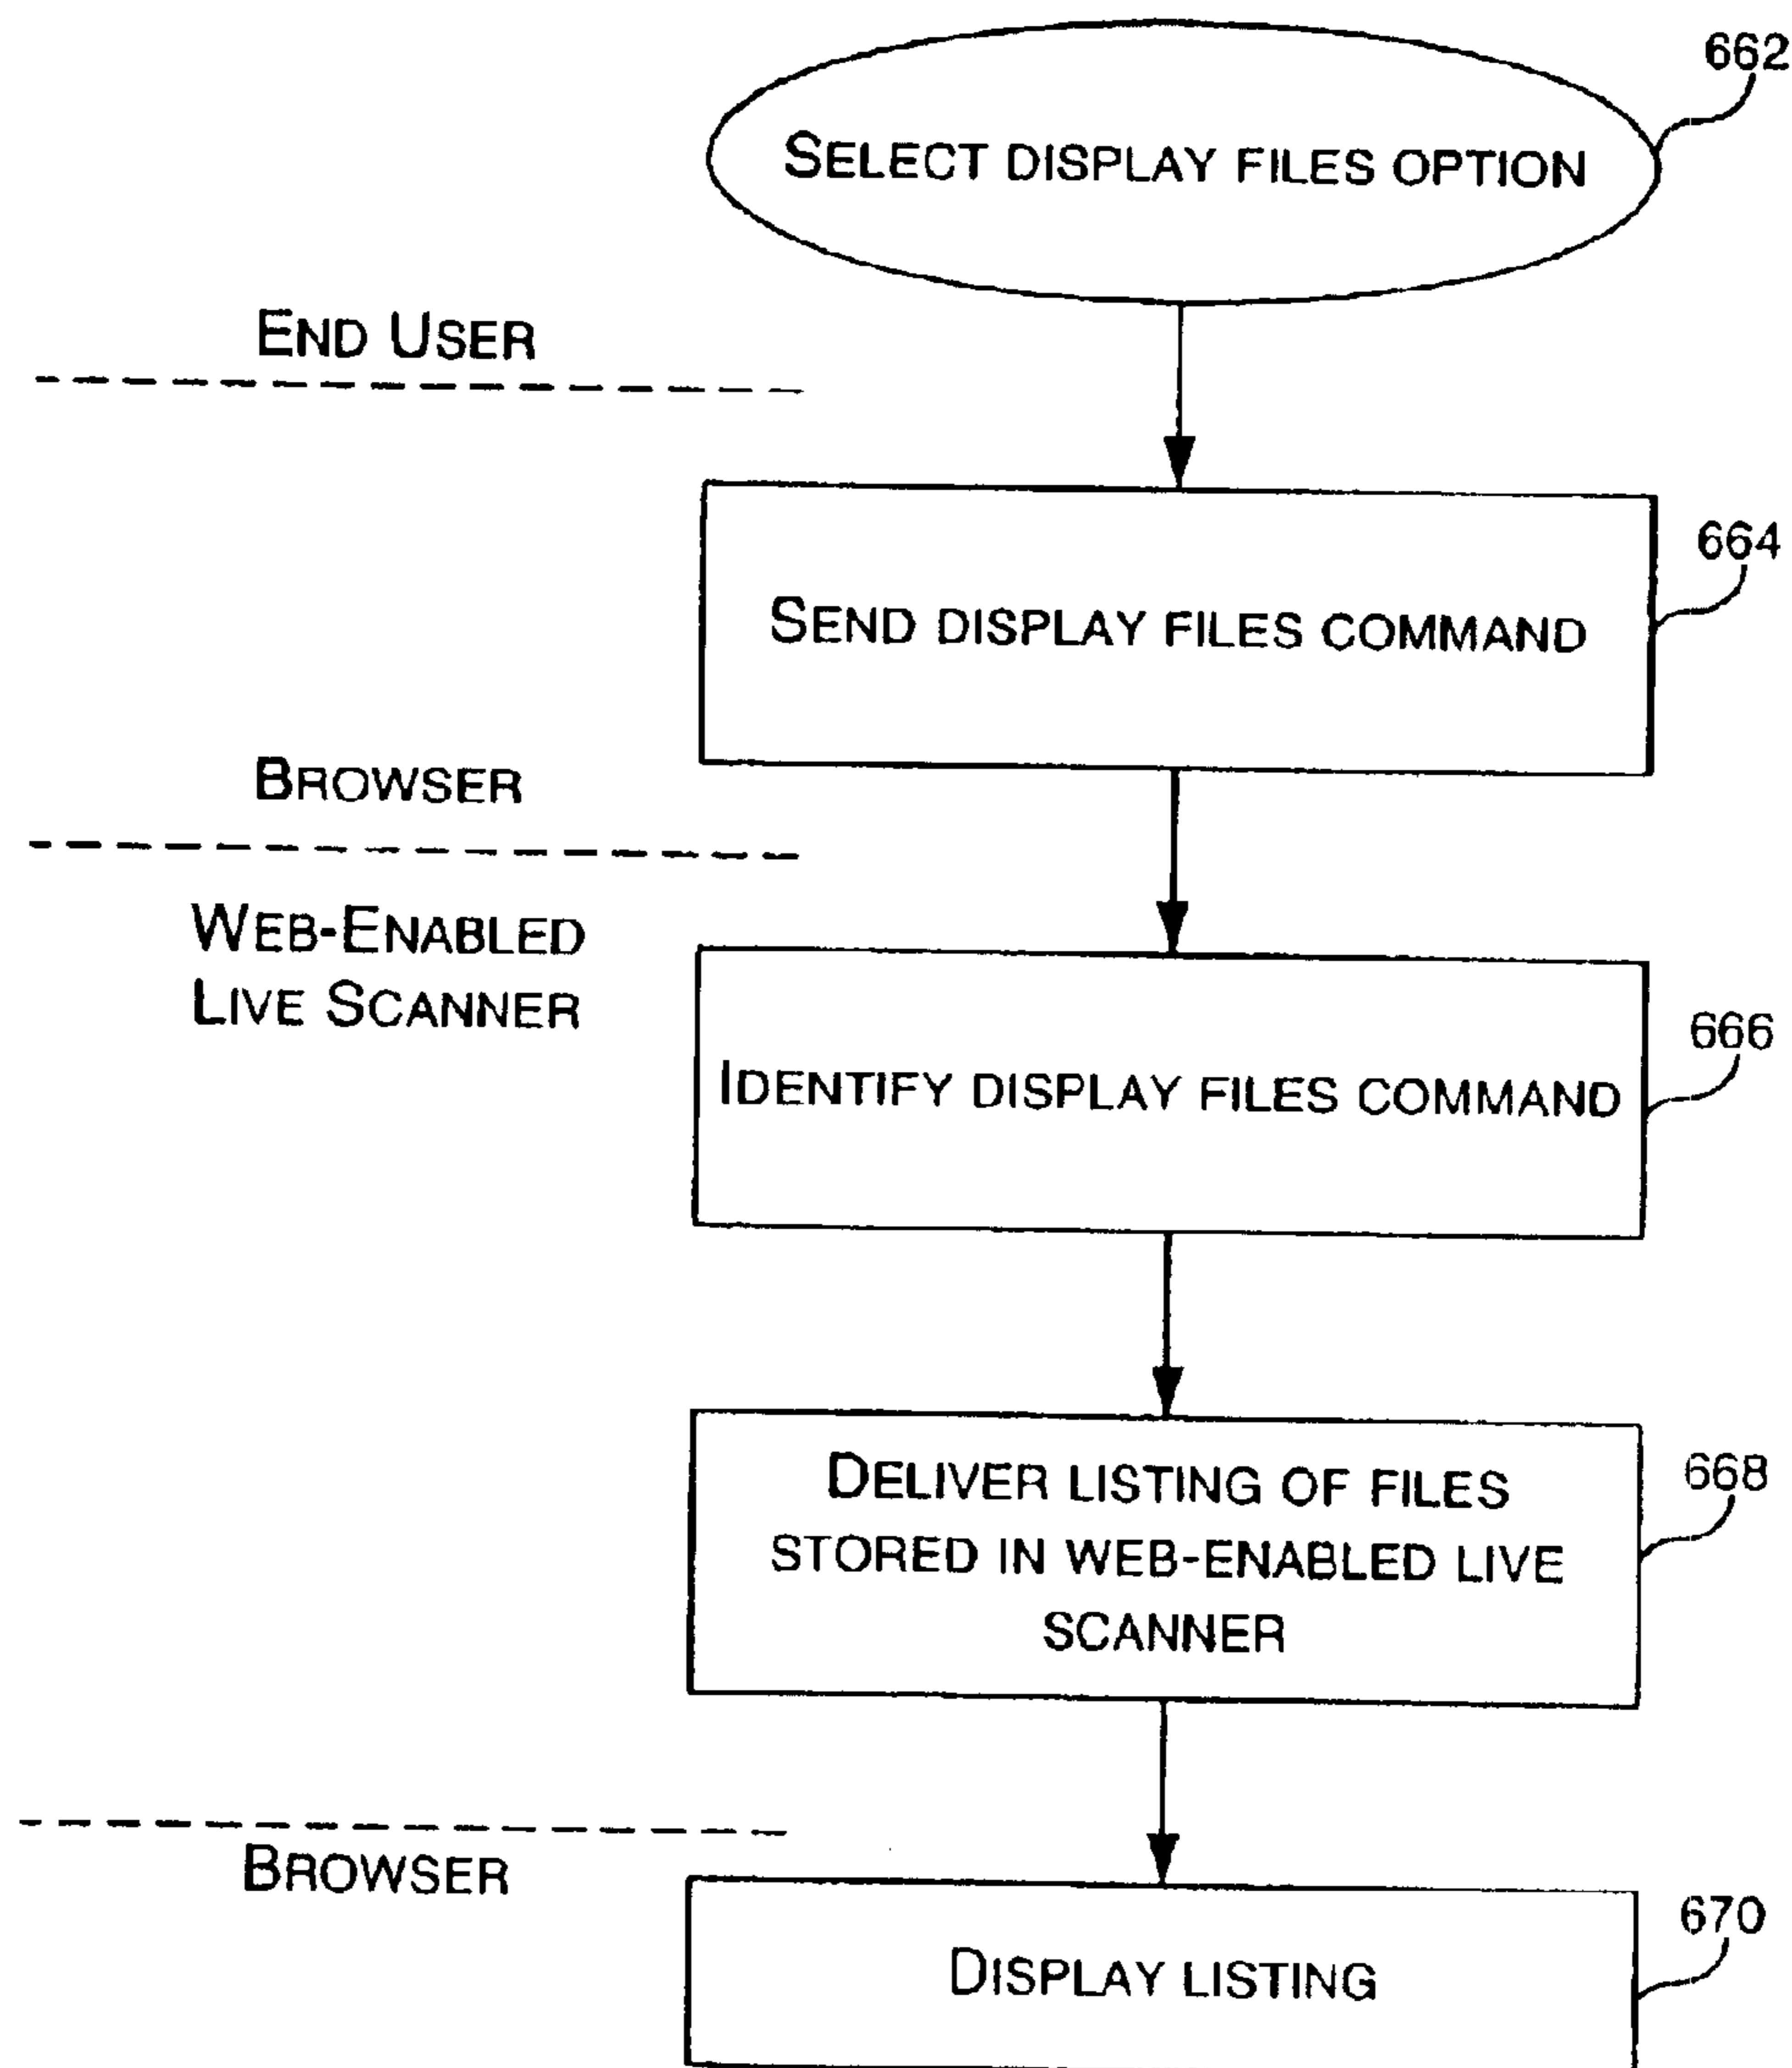 662
SELECT DISPLAY FILES OPTION
END USER
664
SEND DISPLAY FILES COMMAND
BROWSER
WEB-ENABLED
LIVE SCANNER
666
IDENTIFY DISPLAY FILES COMMAND
668
DELIVER LISTING OF FILES
STORED IN WEB-ENABLED LIVE
SCANNER
BROWSER
670
DISPLAY LISTING